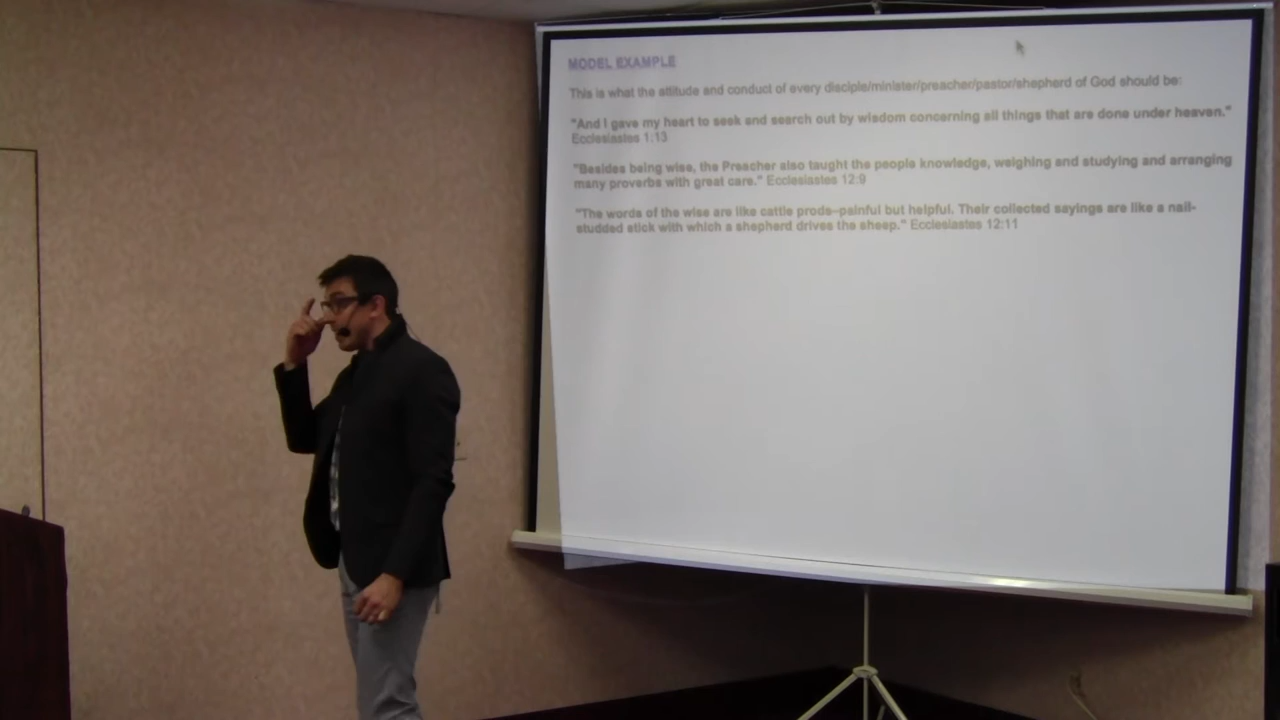 MODEL EXAMPLE
This is what the attitude and conduct of every disciple/minister/preacher/pastor/shepherd of God should be:
"And I gave my heart to seek and search out by wisdom concerning all things that are done under heaven."
Ecclesiastes 1:13
"Besides being wise, the Preacher also taught the people knowledge, weighing and studying and arranging
many proverbs with great care." Ecclesiastes 12:9
"The words of the wise are like cattle prods–painful but helpful. Their collected sayings are like a nail-
studded stick with which a shepherd drives the sheep." Ecclesiastes 12:11